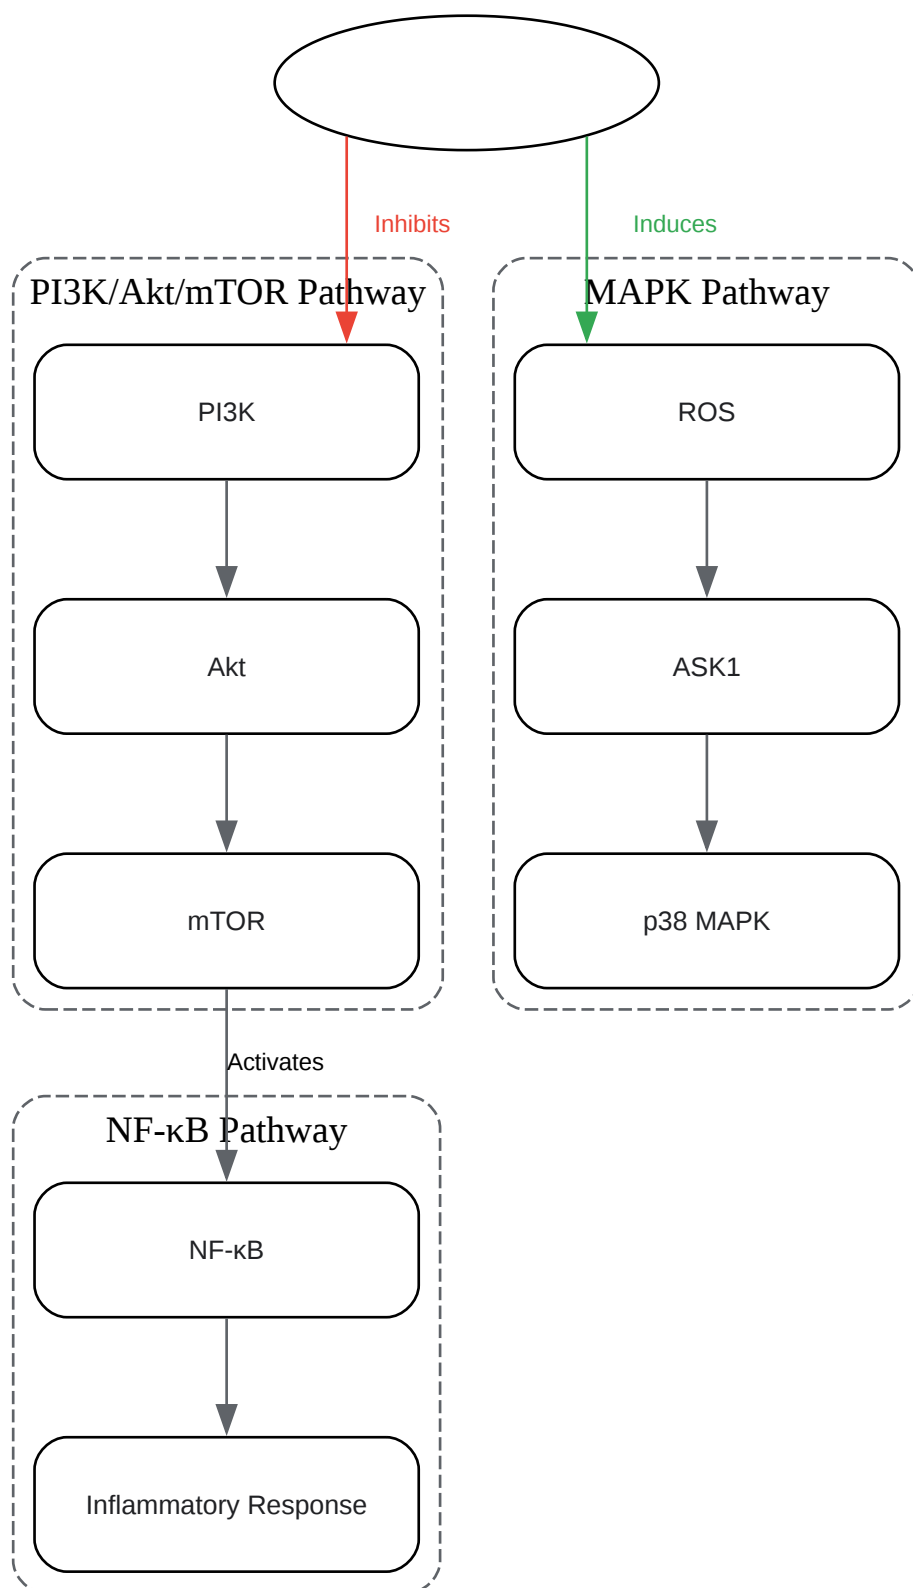 Inhibits
Induces
PI3K/Akt/mTOR Pathway
MAPK Pathway
PI3K
ROS
Akt
ASK1
mTOR
p38 MAPK
Activates
NF-κB Pathway
NF-κB
Inflammatory Response